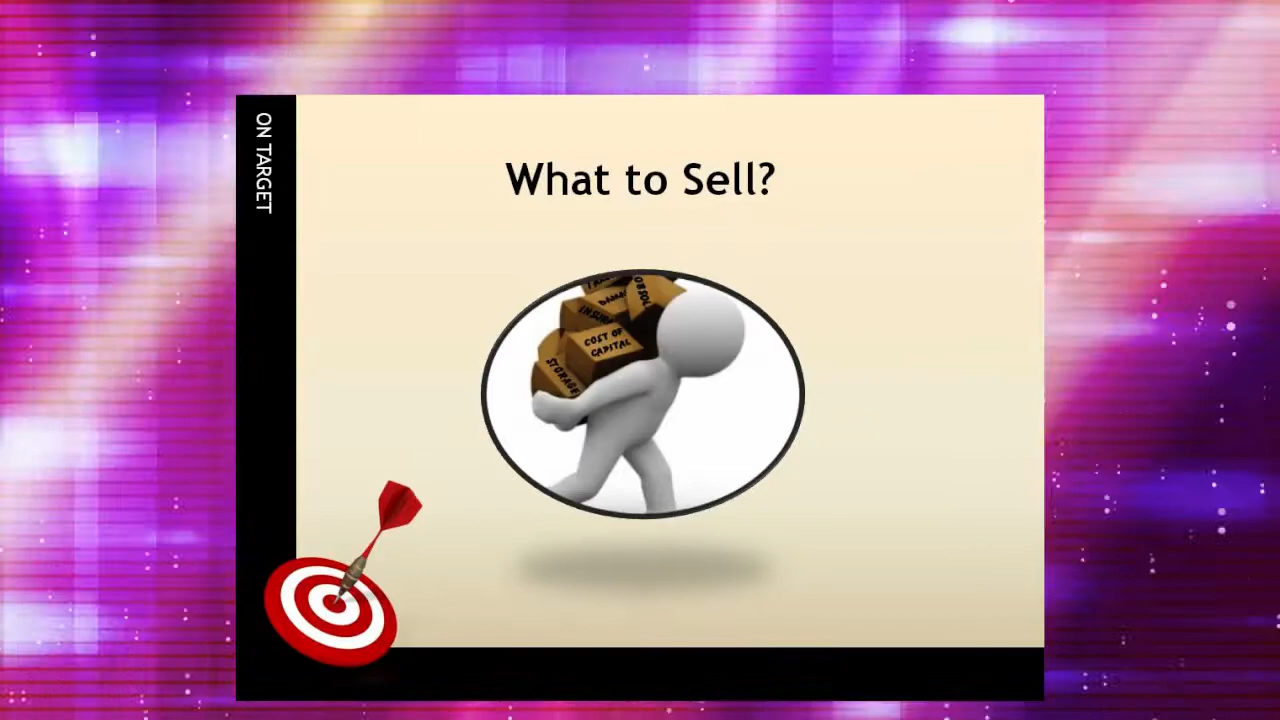 ON TARGET
What to Sell?
COST OF
CAPITAL
STORAGE